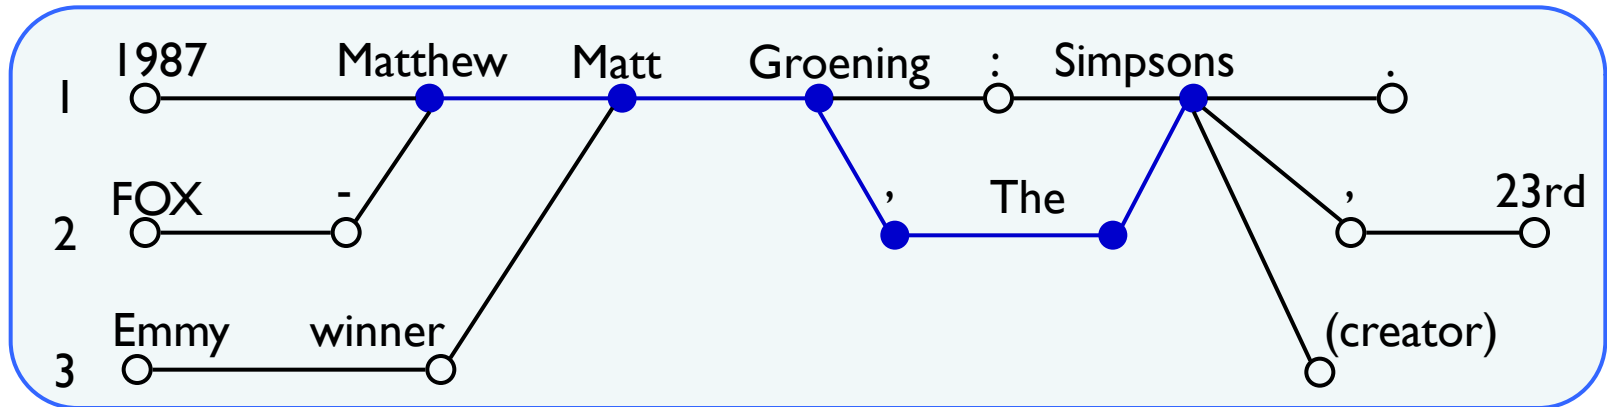 1 1987 Matthew Matt Groening : Simpsons .
2 FOX - , The , 23rd
3 Emmy winner (creator)